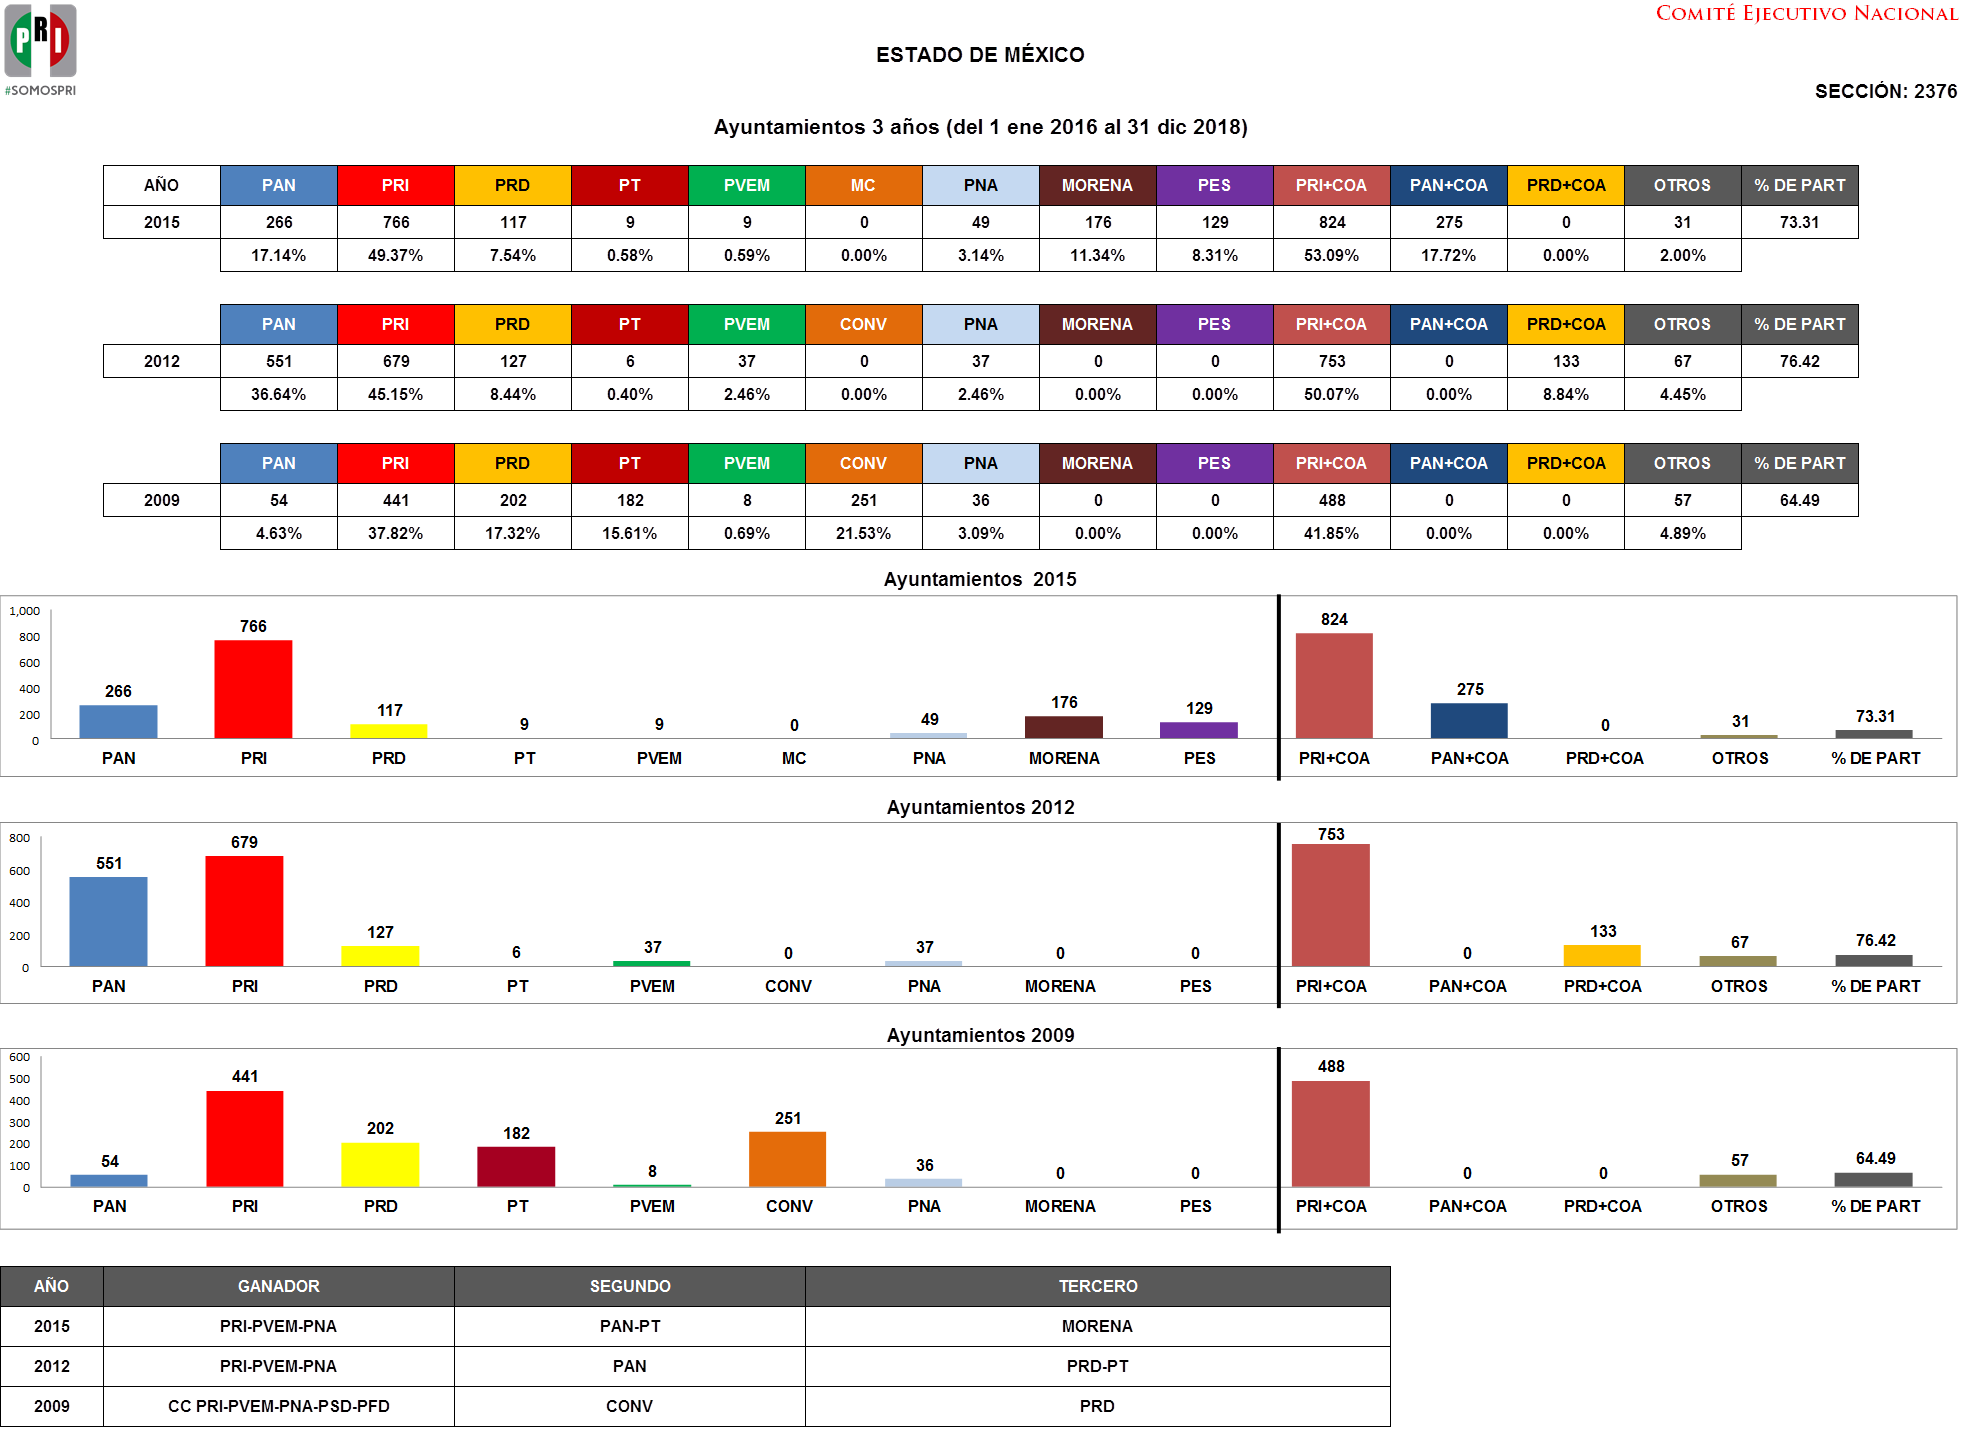 PRI
#SOMOSPRI
COMITÉ EJECUTIVO NACIONAL
ESTADO DE MÉXICO
SECCIÓN: 2376
Ayuntamientos 3 años (del 1 ene 2016 al 31 dic 2018)
AÑO PAN PRI PRD PT PVEM MC PNA MORENA PES PRI+COA PAN+COA PRD+COA OTROS % DE PART
2015 266 766 117 9 9 0 49 176 129 824 275 0 31 73.31
17.14% 49.37% 7.54% 0.58% 0.59% 0.00% 3.14% 11.34% 8.31% 53.09% 17.72% 0.00% 2.00%
PAN PRI PRD PT PVEM CONV PNA MORENA PES PRI+COA PAN+COA PRD+COA OTROS % DE PART
2012 551 679 127 6 37 0 37 0 0 753 0 133 67 76.42
36.64% 45.15% 8.44% 0.40% 2.46% 0.00% 2.46% 0.00% 0.00% 50.07% 0.00% 8.84% 4.45%
PAN PRI PRD PT PVEM CONV PNA MORENA PES PRI+COA PAN+COA PRD+COA OTROS % DE PART
2009 54 441 202 182 8 251 36 0 0 488 0 0 57 64.49
4.63% 37.82% 17.32% 15.61% 0.69% 21.53% 3.09% 0.00% 0.00% 41.85% 0.00% 0.00% 4.89%
Ayuntamientos 2015
1,000
800
600
400
200
0
266 766 117 9 9 0 49 176 129 824 275 0 31 73.31
PAN PRI PRD PT PVEM MC PNA MORENA PES PRI+COA PAN+COA PRD+COA OTROS % DE PART
Ayuntamientos 2012
800
600
400
200
0
551 679 127 6 37 0 37 0 0 753 0 133 67 76.42
PAN PRI PRD PT PVEM CONV PNA MORENA PES PRI+COA PAN+COA PRD+COA OTROS % DE PART
Ayuntamientos 2009
600
500
400
300
200
100
0
54 441 202 182 8 251 36 0 0 488 0 0 57 64.49
PAN PRI PRD PT PVEM CONV PNA MORENA PES PRI+COA PAN+COA PRD+COA OTROS % DE PART
AÑO GANADOR SEGUNDO TERCERO
2015 PRI-PVEM-PNA PAN-PT MORENA
2012 PRI-PVEM-PNA PAN PRD-PT
2009 CC PRI-PVEM-PNA-PSD-PFD CONV PRD